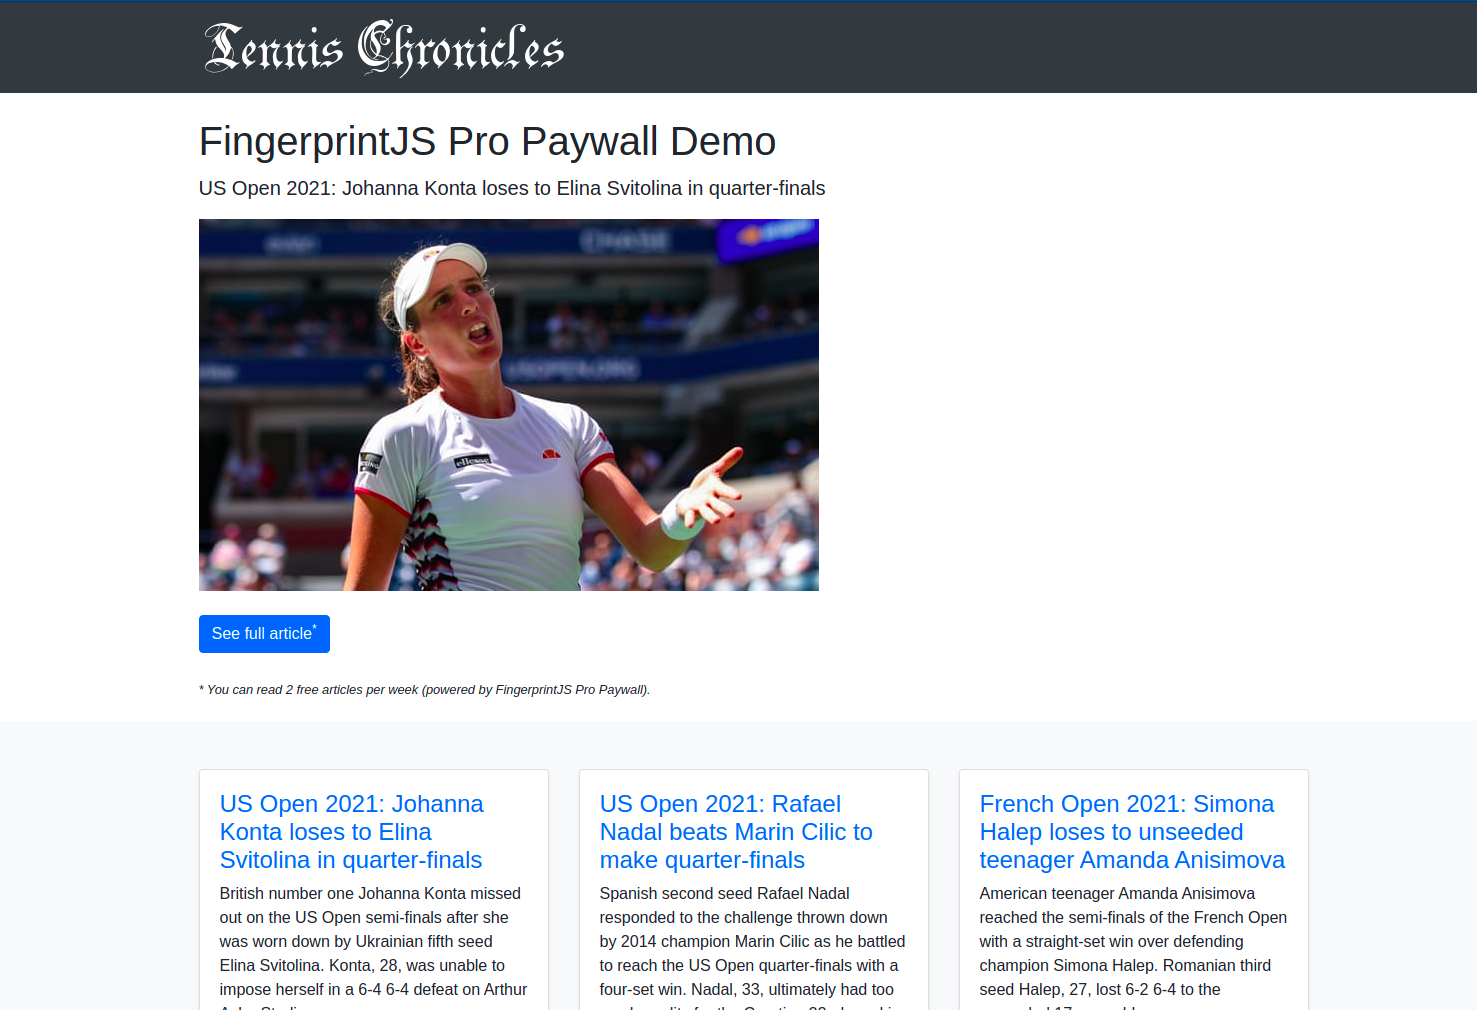 Tennis Chronicles
FingerprintJS Pro Paywall Demo
US Open 2021: Johanna Konta loses to Elina Svitolina in quarter-finals
CHASE
USOPEN.ORG
ellesse
See full article*
* You can read 2 free articles per week (powered by FingerprintJS Pro Paywall).
US Open 2021: Johanna
Konta loses to Elina
Svitolina in quarter-finals
British number one Johanna Konta missed
out on the US Open semi-finals after she
was worn down by Ukrainian fifth seed
Elina Svitolina. Konta, 28, was unable to
impose herself in a 6-4 6-4 defeat on Arthur
US Open 2021: Rafael
Nadal beats Marin Cilic to
make quarter-finals
Spanish second seed Rafael Nadal
responded to the challenge thrown down
by 2014 champion Marin Cilic as he battled
to reach the US Open quarter-finals with a
four-set win. Nadal, 33, ultimately had too
French Open 2021: Simona
Halep loses to unseeded
teenager Amanda Anisimova
American teenager Amanda Anisimova
reached the semi-finals of the French Open
with a straight-set win over defending
champion Simona Halep. Romanian third
seed Halep, 27, lost 6-2 6-4 to the